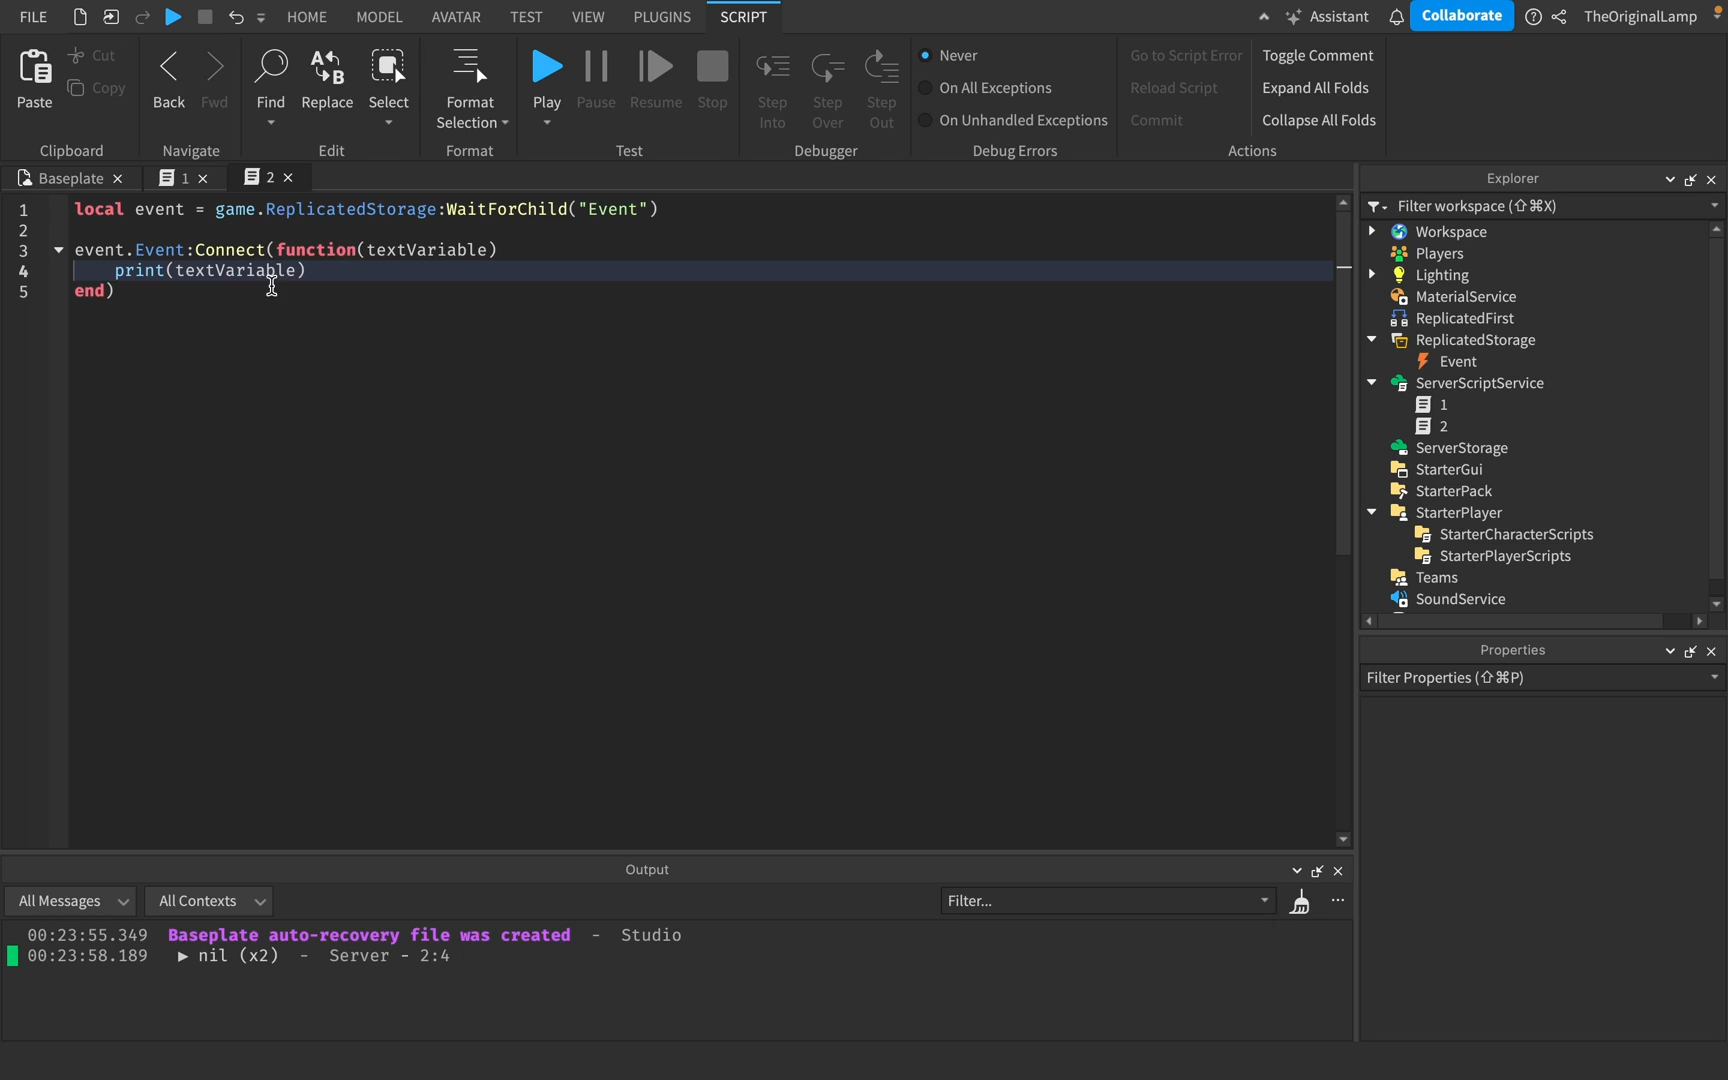 FILE HOME MODEL AVATAR TEST VIEW PLUGINS SCRIPT Assistant Collaborate TheOriginalLamp
Paste Cut Copy
Back Fwd
Find Replace Select
Format Selection
Play Pause Resume Stop
Step Into Step Over Step Out
Never
On All Exceptions
On Unhandled Exceptions
Go to Script Error Toggle Comment
Reload Script Expand All Folds
Commit Collapse All Folds
Clipboard Navigate Edit Format Test Debugger Debug Errors Actions
Baseplate 1 2
1 local event = game.ReplicatedStorage:WaitForChild("Event")
2
3 event.Event:Connect(function(textVariable)
4 print(textVariable)
5 end)
Explorer
Filter workspace (⇧⌘X)
Workspace
Players
Lighting
MaterialService
ReplicatedFirst
ReplicatedStorage
Event
ServerScriptService
1
2
ServerStorage
StarterGui
StarterPack
StarterPlayer
StarterCharacterScripts
StarterPlayerScripts
Teams
SoundService
Properties
Filter Properties (⇧⌘P)
Output
All Messages All Contexts Filter...
00:23:55.349 Baseplate auto-recovery file was created - Studio
00:23:58.189 ▶ nil (x2) - Server - 2:4